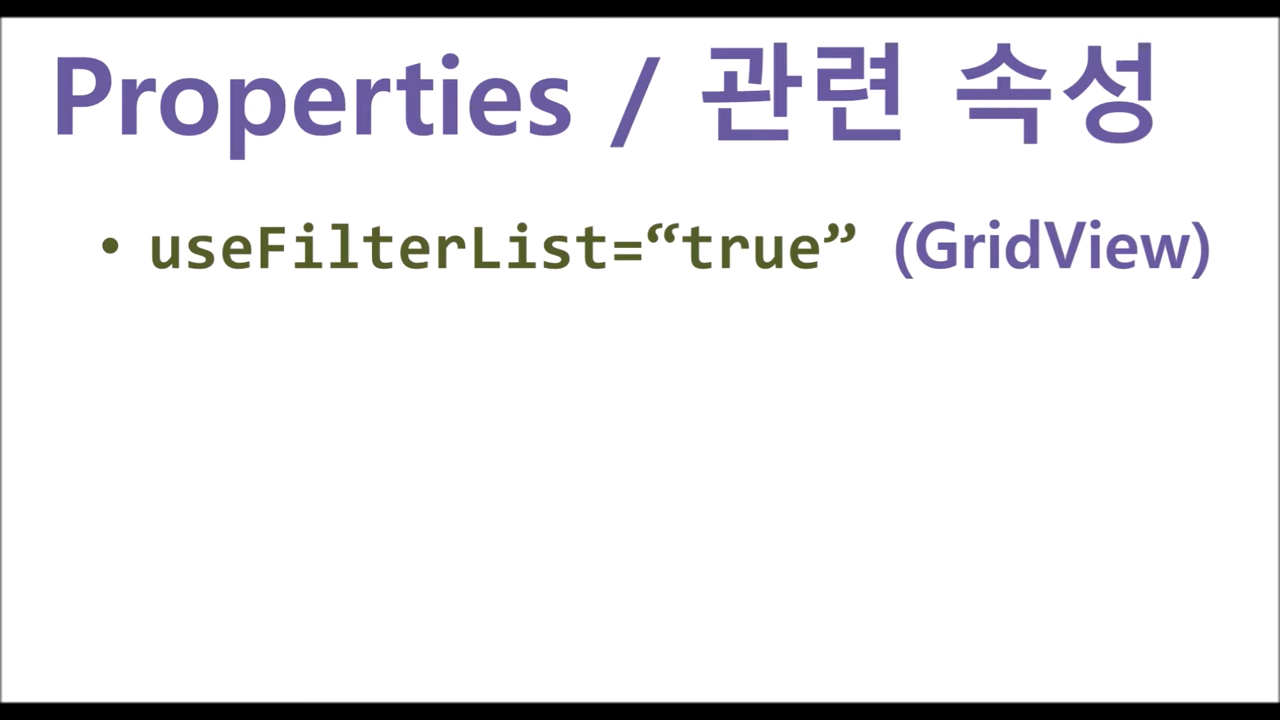 Properties / 관련 속성
• useFilterList=“true” (GridView)